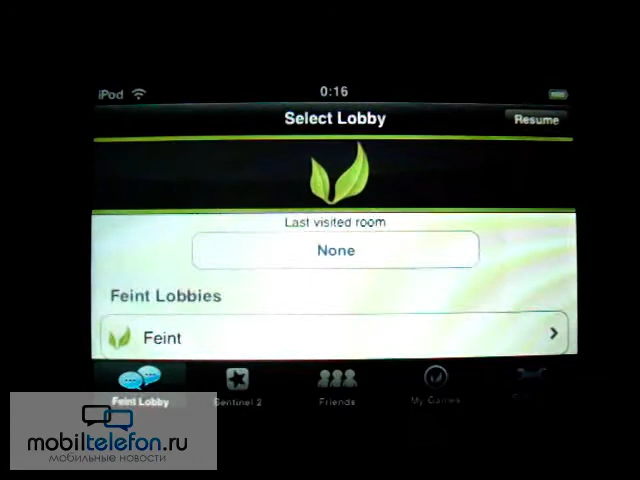 iPod 0:16
Select Lobby Resume
Last visited room
None
Feint Lobbies
Feint
Feint Lobby Sentinel 2 Friends My Games
mobiltelefon.ru
мобильные новости